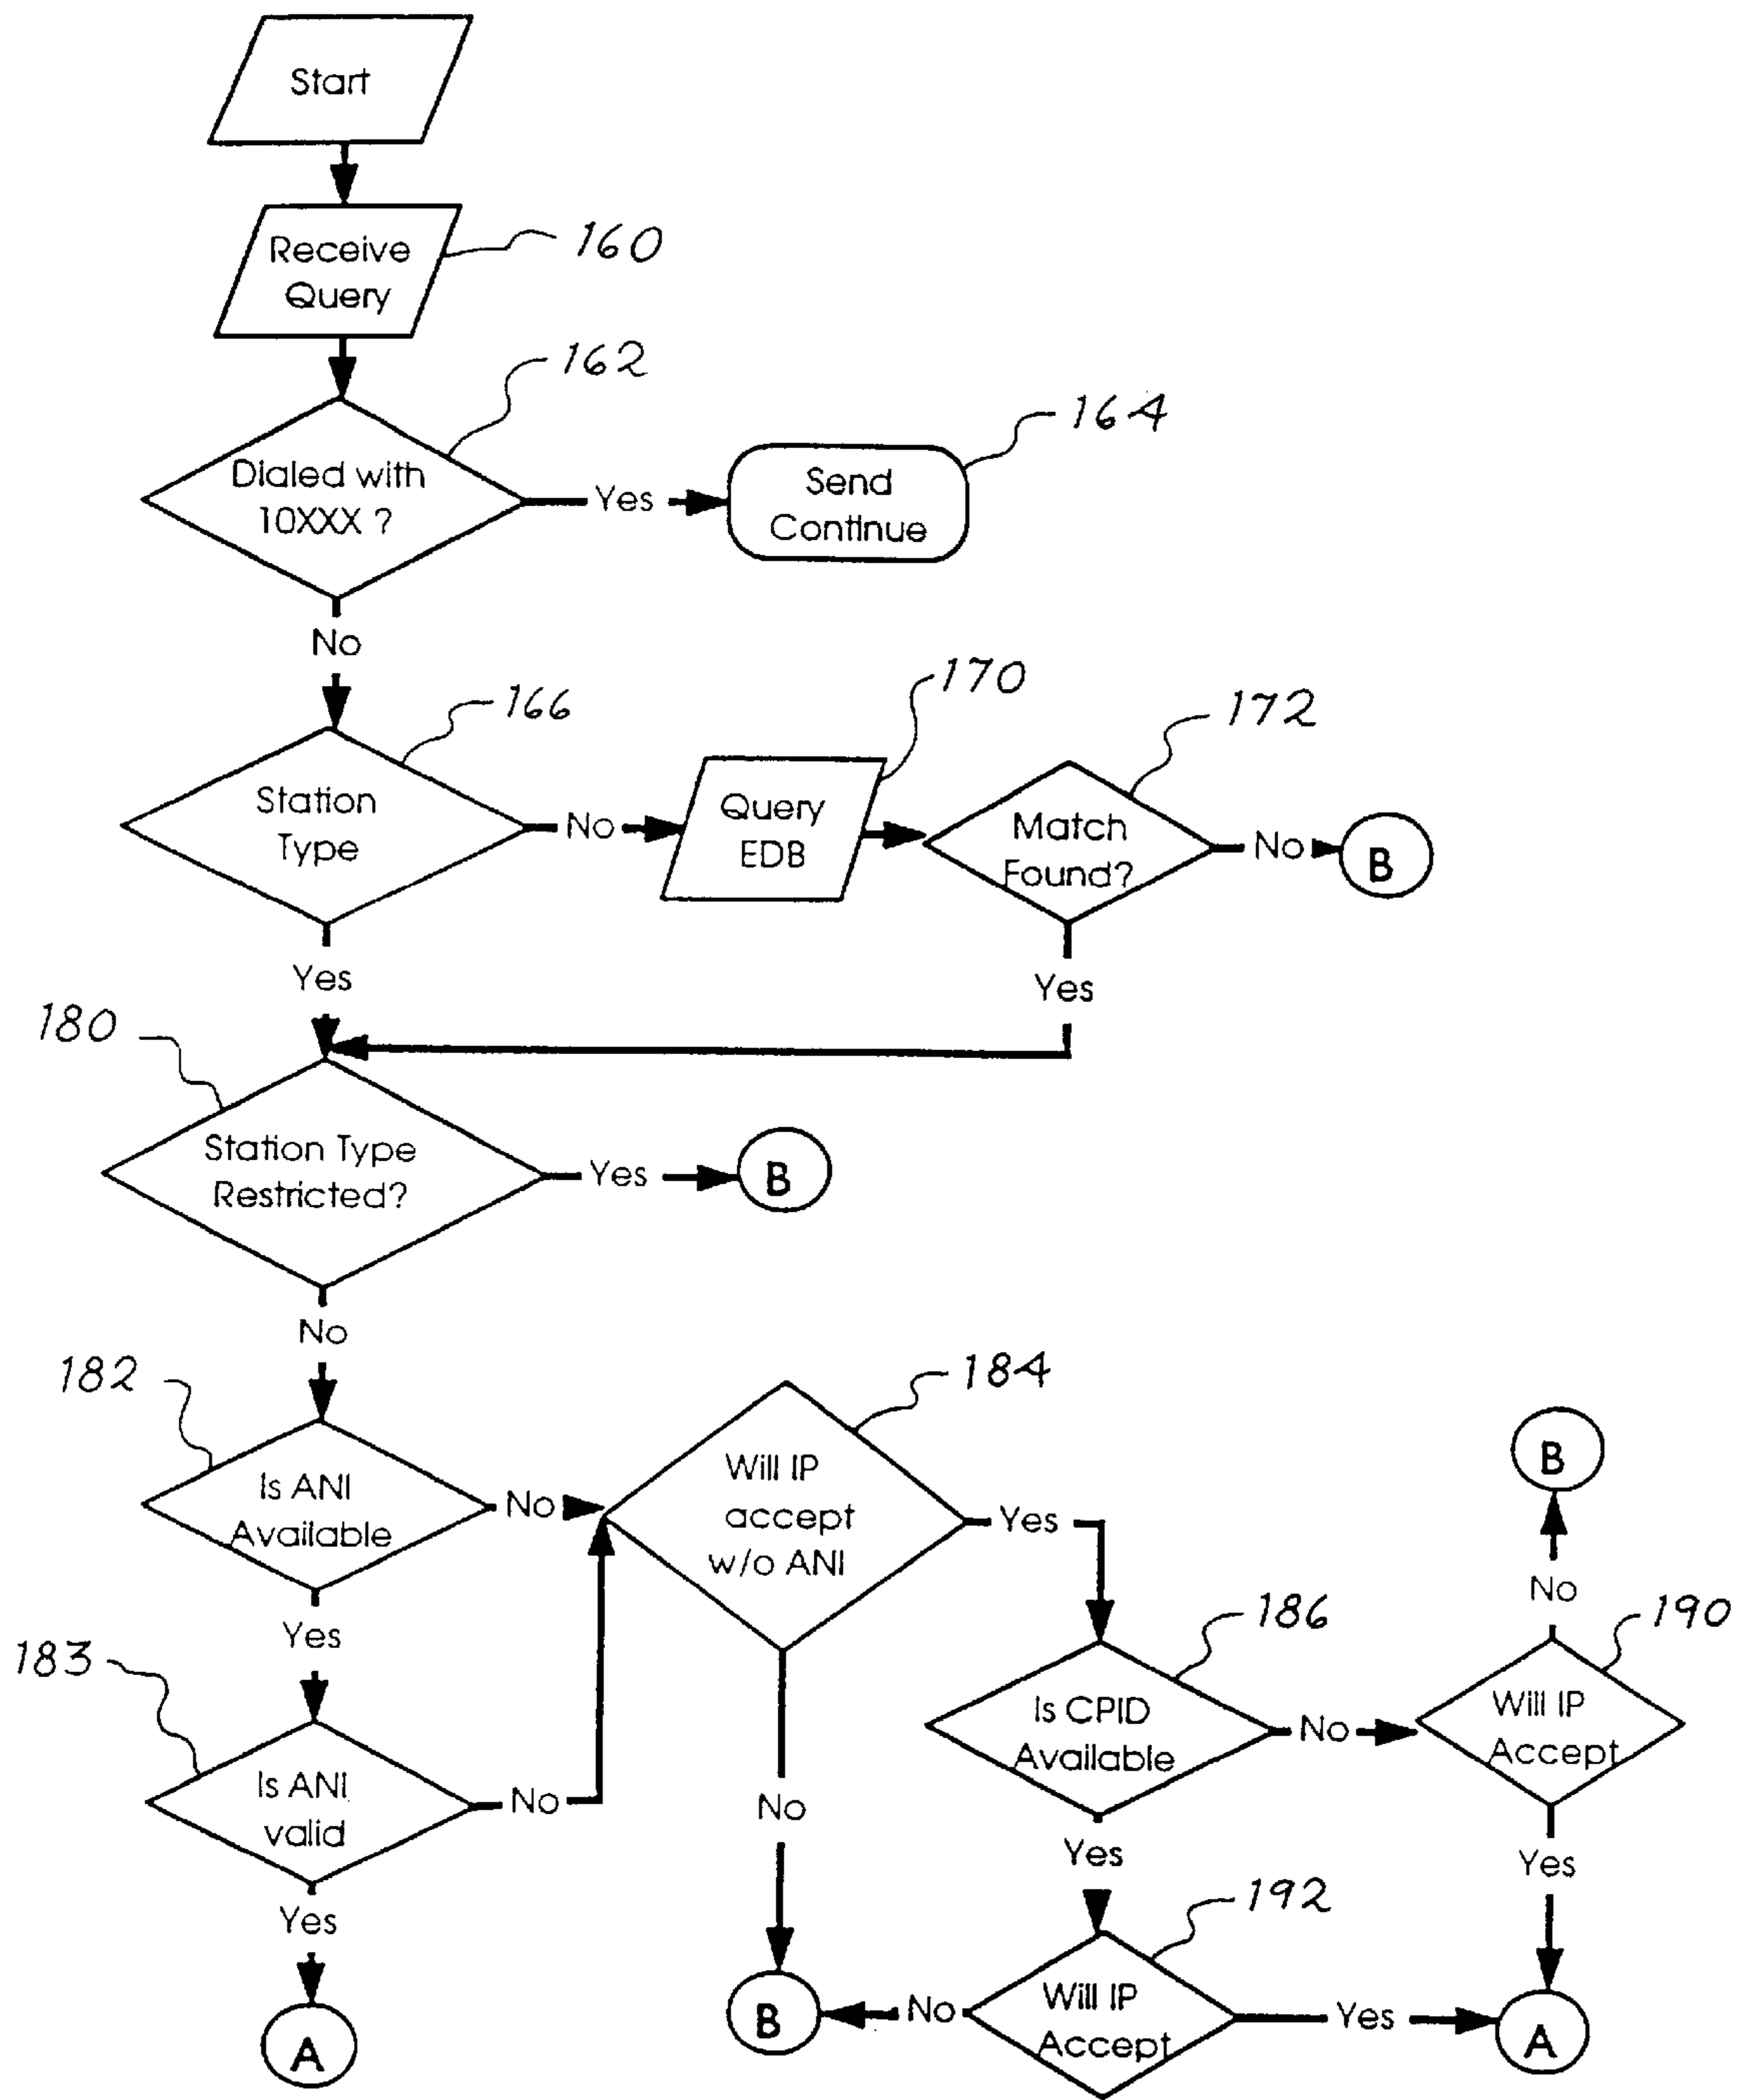 Start
Receive
Query
160
162
Dialed with
10XXX ?
Yes
Send
Continue
164
No
166
Station
Type
No
Query
EDB
170
Match
Found?
172
No
B
Yes
Yes
180
Station Type
Restricted?
Yes
B
No
182
Is ANI
Available
No
Will IP
accept
w/o ANI
184
Yes
B
No
190
Will IP
Accept
186
Is CPID
Available
No
Yes
183
Is ANI
valid
No
No
Yes
Yes
192
Will IP
Accept
Yes
A
B
No
Yes
A